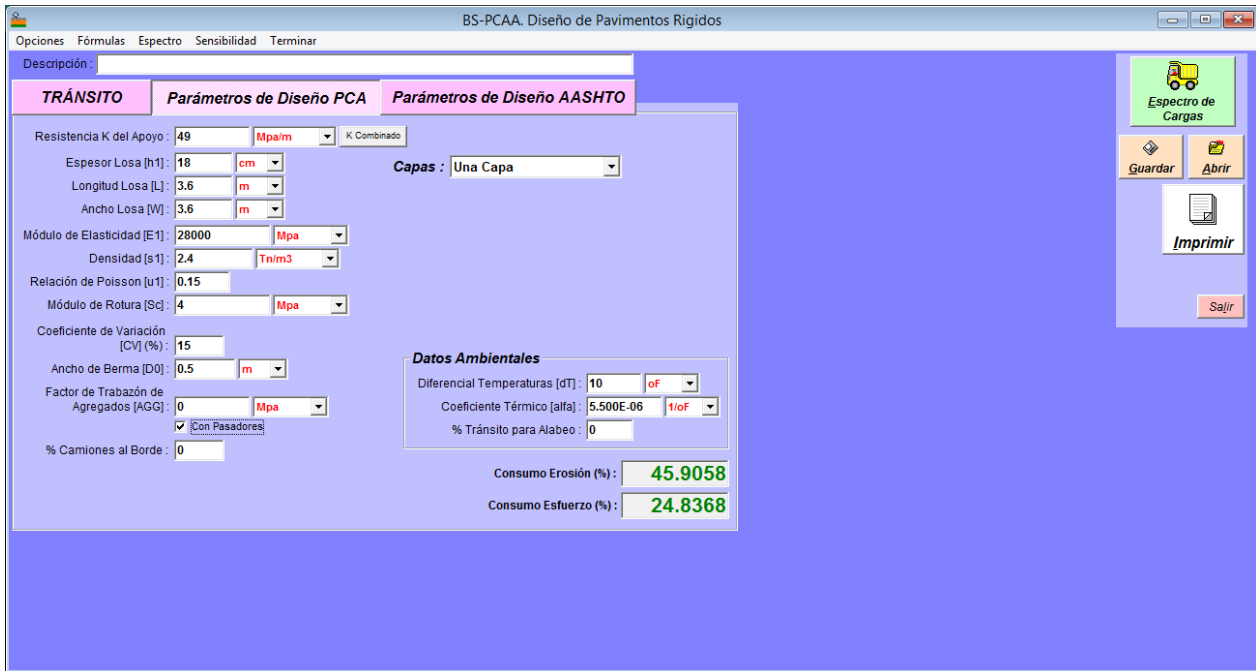 BS-PCAA. Diseño de Pavimentos Rigidos
Opciones Fórmulas Espectro Sensibilidad Terminar
Descripción :
TRÁNSITO Parámetros de Diseño PCA Parámetros de Diseño AASHTO
Resistencia K del Apoyo : 49 Mpa/m K Combinado
Espesor Losa [h1] : 18 cm
Capas : Una Capa
Longitud Losa [L] : 3.6 m
Ancho Losa [W] : 3.6 m
Módulo de Elasticidad [E1] : 28000 Mpa
Densidad [s1] : 2.4 Tn/m3
Relación de Poisson [u1] : 0.15
Módulo de Rotura [Sc] : 4 Mpa
Coeficiente de Variación
[CV] (%) : 15
Ancho de Berma [D0] : 0.5 m
Factor de Trabazón de
Agregados [AGG] : 0 Mpa
Con Pasadores
% Camiones al Borde : 0
Datos Ambientales
Diferencial Temperaturas [dT] : 10 oF
Coeficiente Térmico [alfa] : 5.500E-06 1/oF
% Tránsito para Alabeo : 0
Consumo Erosión (%) : 45.9058
Consumo Esfuerzo (%) : 24.8368
Espectro de
Cargas
Guardar Abrir
Imprimir
Salir